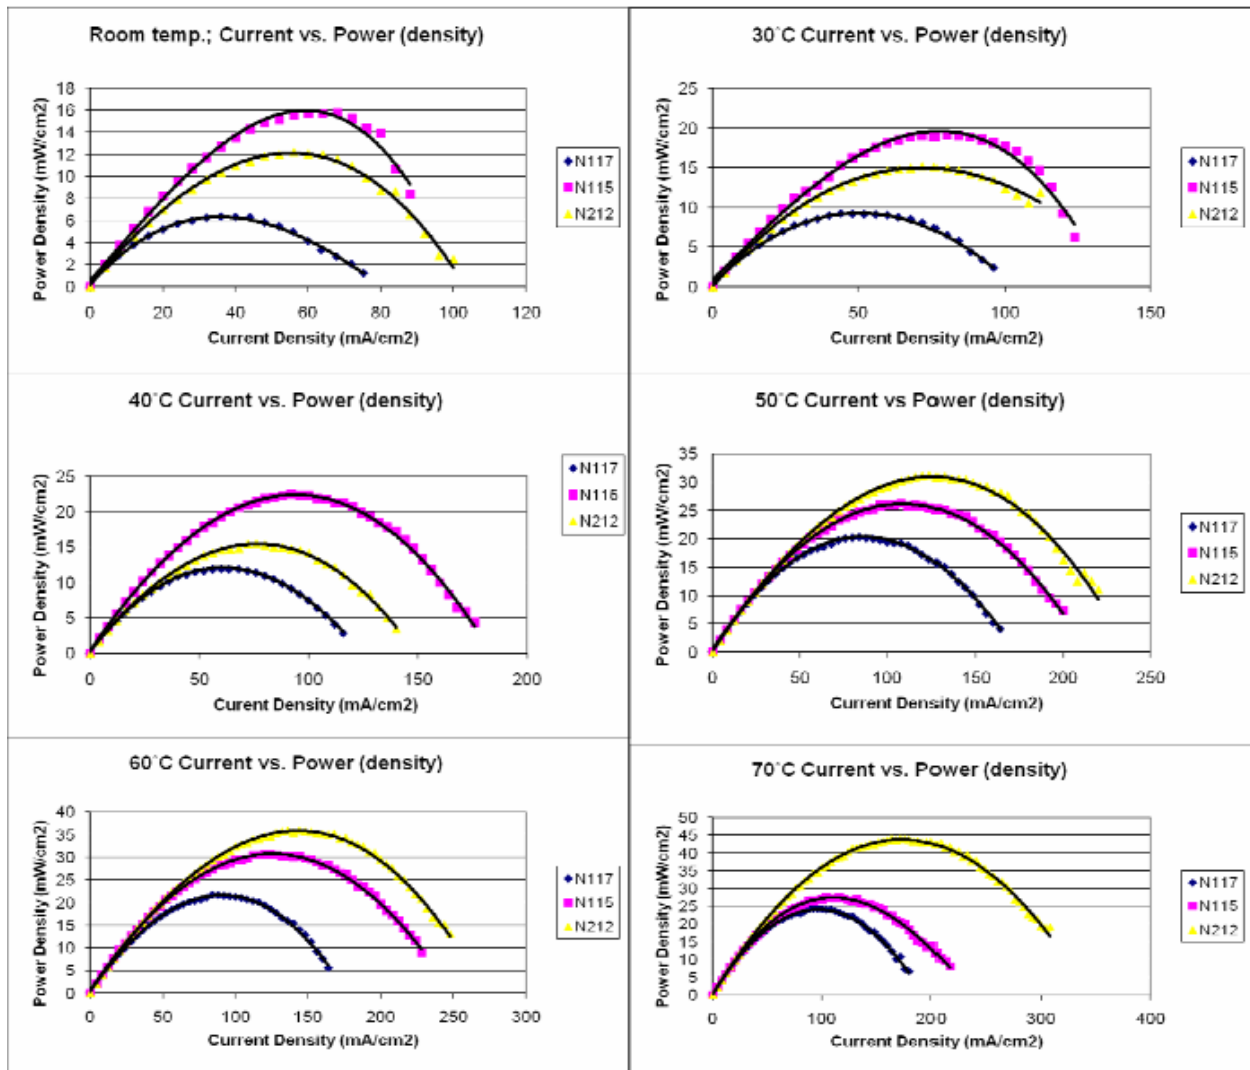 Room temp.; Current vs. Power (density)
Power Density (mW/cm2)
18
16
14
12
10
8
6
4
2
0
0 20 40 60 80 100 120
Current Density (mA/cm2)
N117
N115
N212
30˚C Current vs. Power (density)
Power Density (mW/cm2)
25
20
15
10
5
0
0 50 100 150
Current Density (mA/cm2)
N117
N115
N212
40˚C Current vs. Power (density)
Power Density (mW/cm2)
25
20
15
10
5
0
0 50 100 150 200
Curent Density (mA/cm2)
N117
N116
N212
50˚C Current vs Power (density)
Power Density (mW/cm2)
35
30
25
20
15
10
5
0
0 50 100 150 200 250
Current Density (mA/cm2)
N117
N115
N212
60˚C Current vs. Power (density)
Power Density (mW/cm2)
40
35
30
25
20
15
10
5
0
0 50 100 150 200 250 300
Current Density (mA/cm2)
N117
N115
N212
70˚C Current vs. Power (density)
Power Density (mW/cm2)
50
45
40
35
30
25
20
15
10
5
0
0 100 200 300 400
Current Density (mA/cm2)
N117
N115
N212